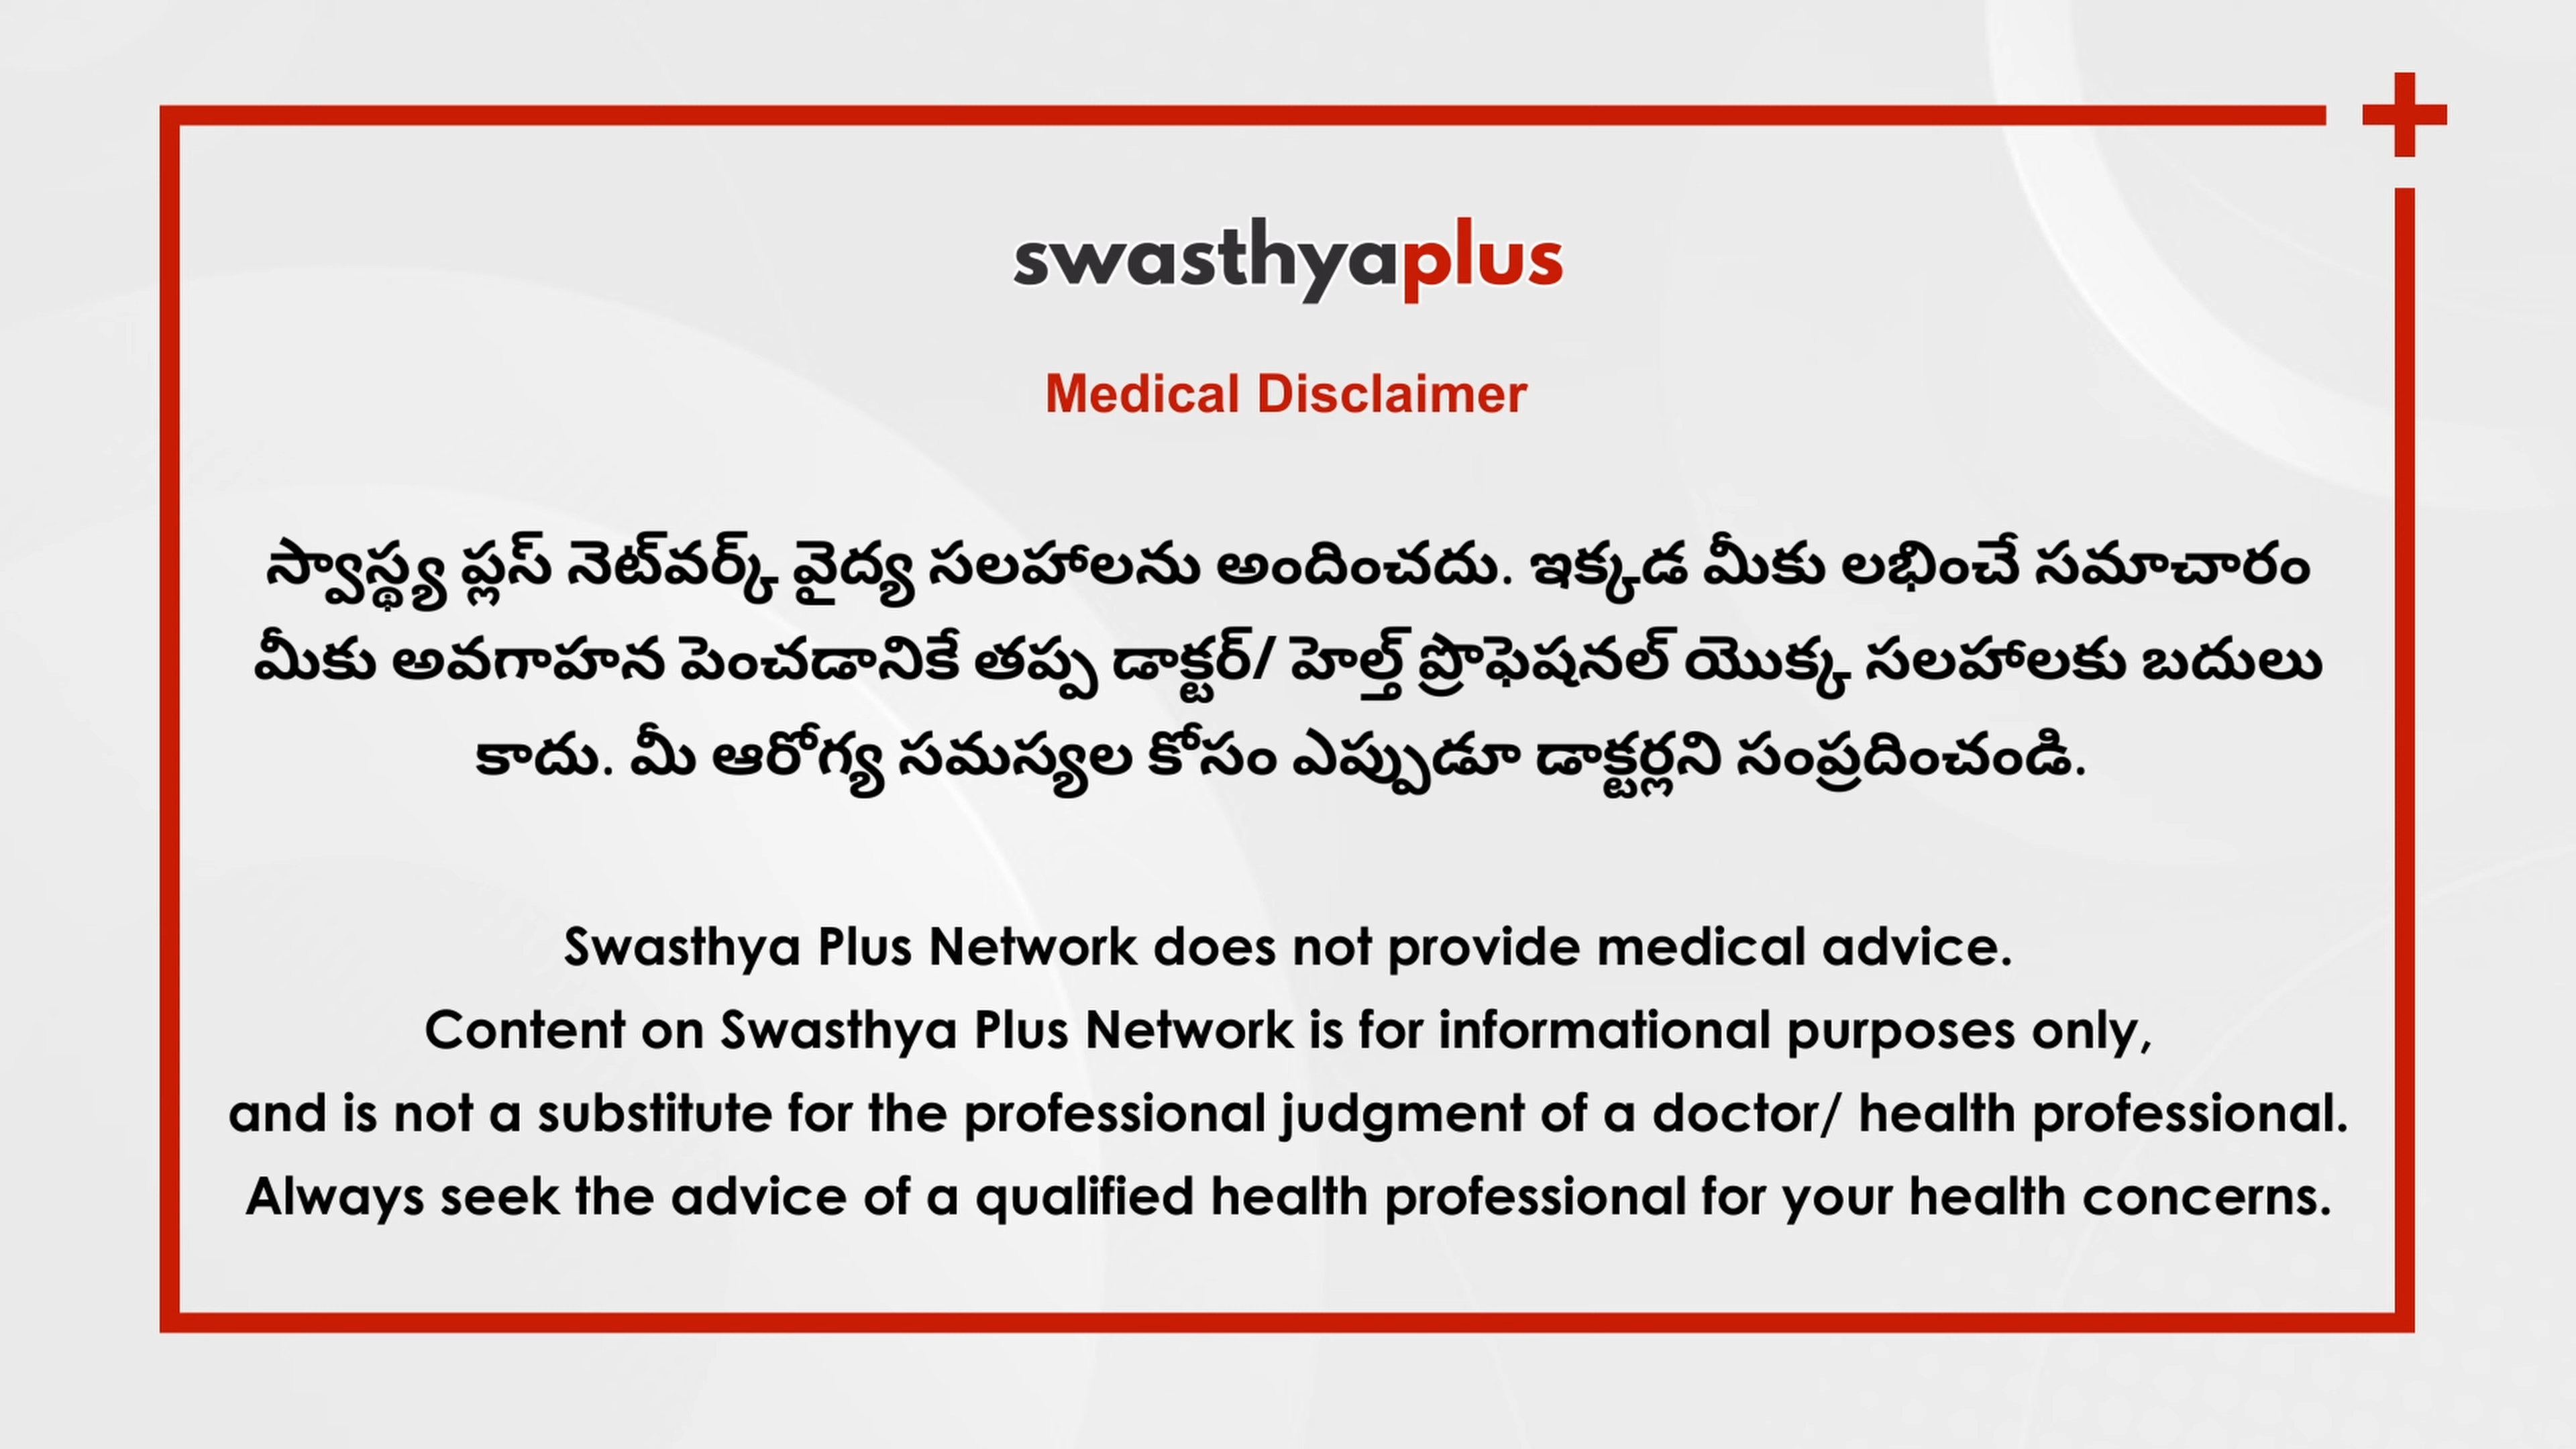 swasthyaplus
Medical Disclaimer
స్వాస్థ్య ప్లస్ నెట్‌వర్క్ వైద్య సలహాలను అందించదు. ఇక్కడ మీకు లభించే సమాచారం
మీకు అవగాహన పెంచడానికే తప్ప డాక్టర్/ హెల్త్ ప్రొఫెషనల్ యొక్క సలహాలకు బదులు
కాదు. మీ ఆరోగ్య సమస్యల కోసం ఎప్పుడూ డాక్టర్లని సంప్రదించండి.
Swasthya Plus Network does not provide medical advice.
Content on Swasthya Plus Network is for informational purposes only,
and is not a substitute for the professional judgment of a doctor/ health professional.
Always seek the advice of a qualified health professional for your health concerns.